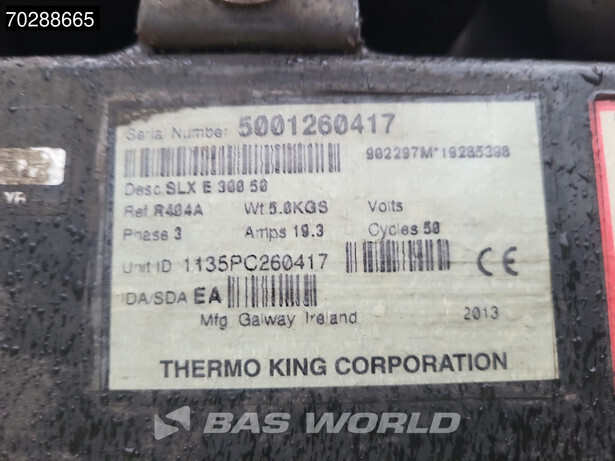 70288665
Serial Number 5001260417
902297M*19285398
Desc. SLX E 300 50
Ref. R404A Wt. 5.0KGS Volts
Phase 3 Amps 19.3 Cycles 50
Unit ID 1135PC260417
IDA/SDA EA
Mfg Galway Ireland 2013
THERMO KING CORPORATION
YR
BAS WORLD